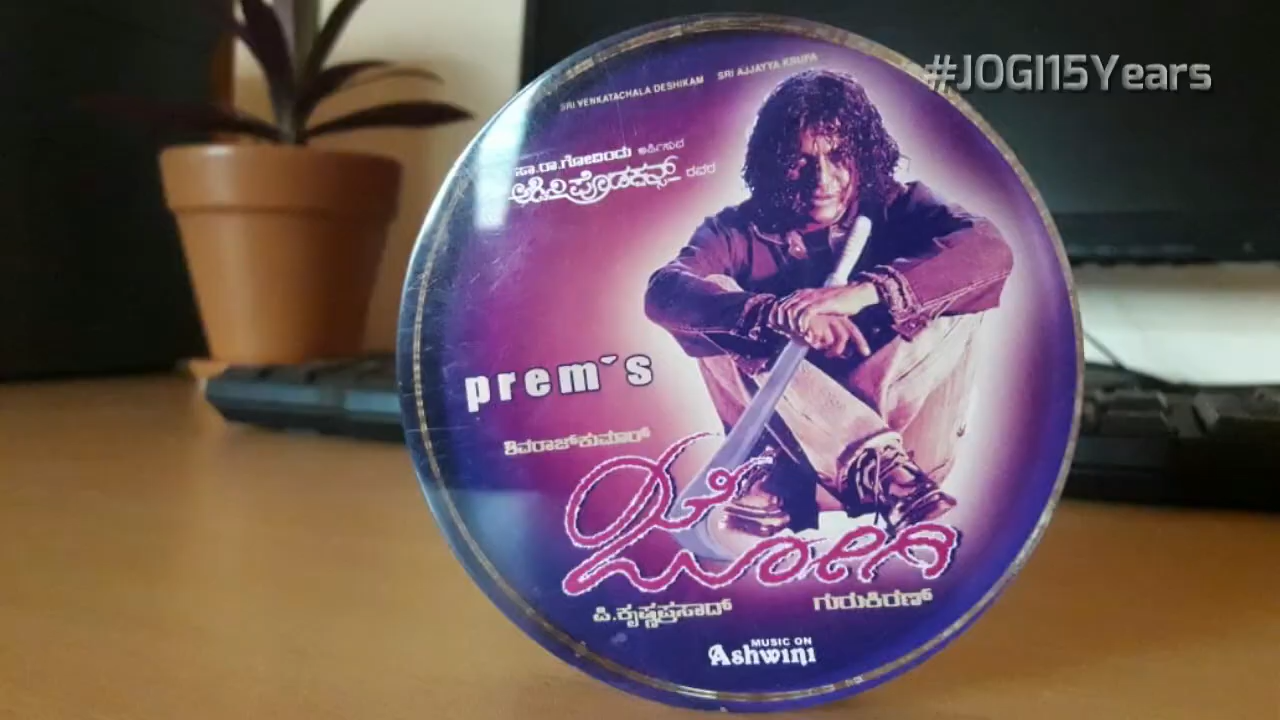 #JOGI15Years
SRI VENKATACHALA DESHIKAM SRI AJJAYYA KRUPA
ಸಾ.ರಾ.ಗೋವಿಂದು ಅರ್ಪಿಸುವ
ಅಶ್ವಿನಿ ಪ್ರೊಡಕ್ಷನ್ಸ್ ರವರ
prem's
ಶಿವರಾಜ್‌ಕುಮಾರ್
ಜೋಗಿ
ಪಿ.ಕೃಷ್ಣಪ್ರಸಾದ್ ಗುರುಕಿರಣ್
MUSIC ON
Ashwini